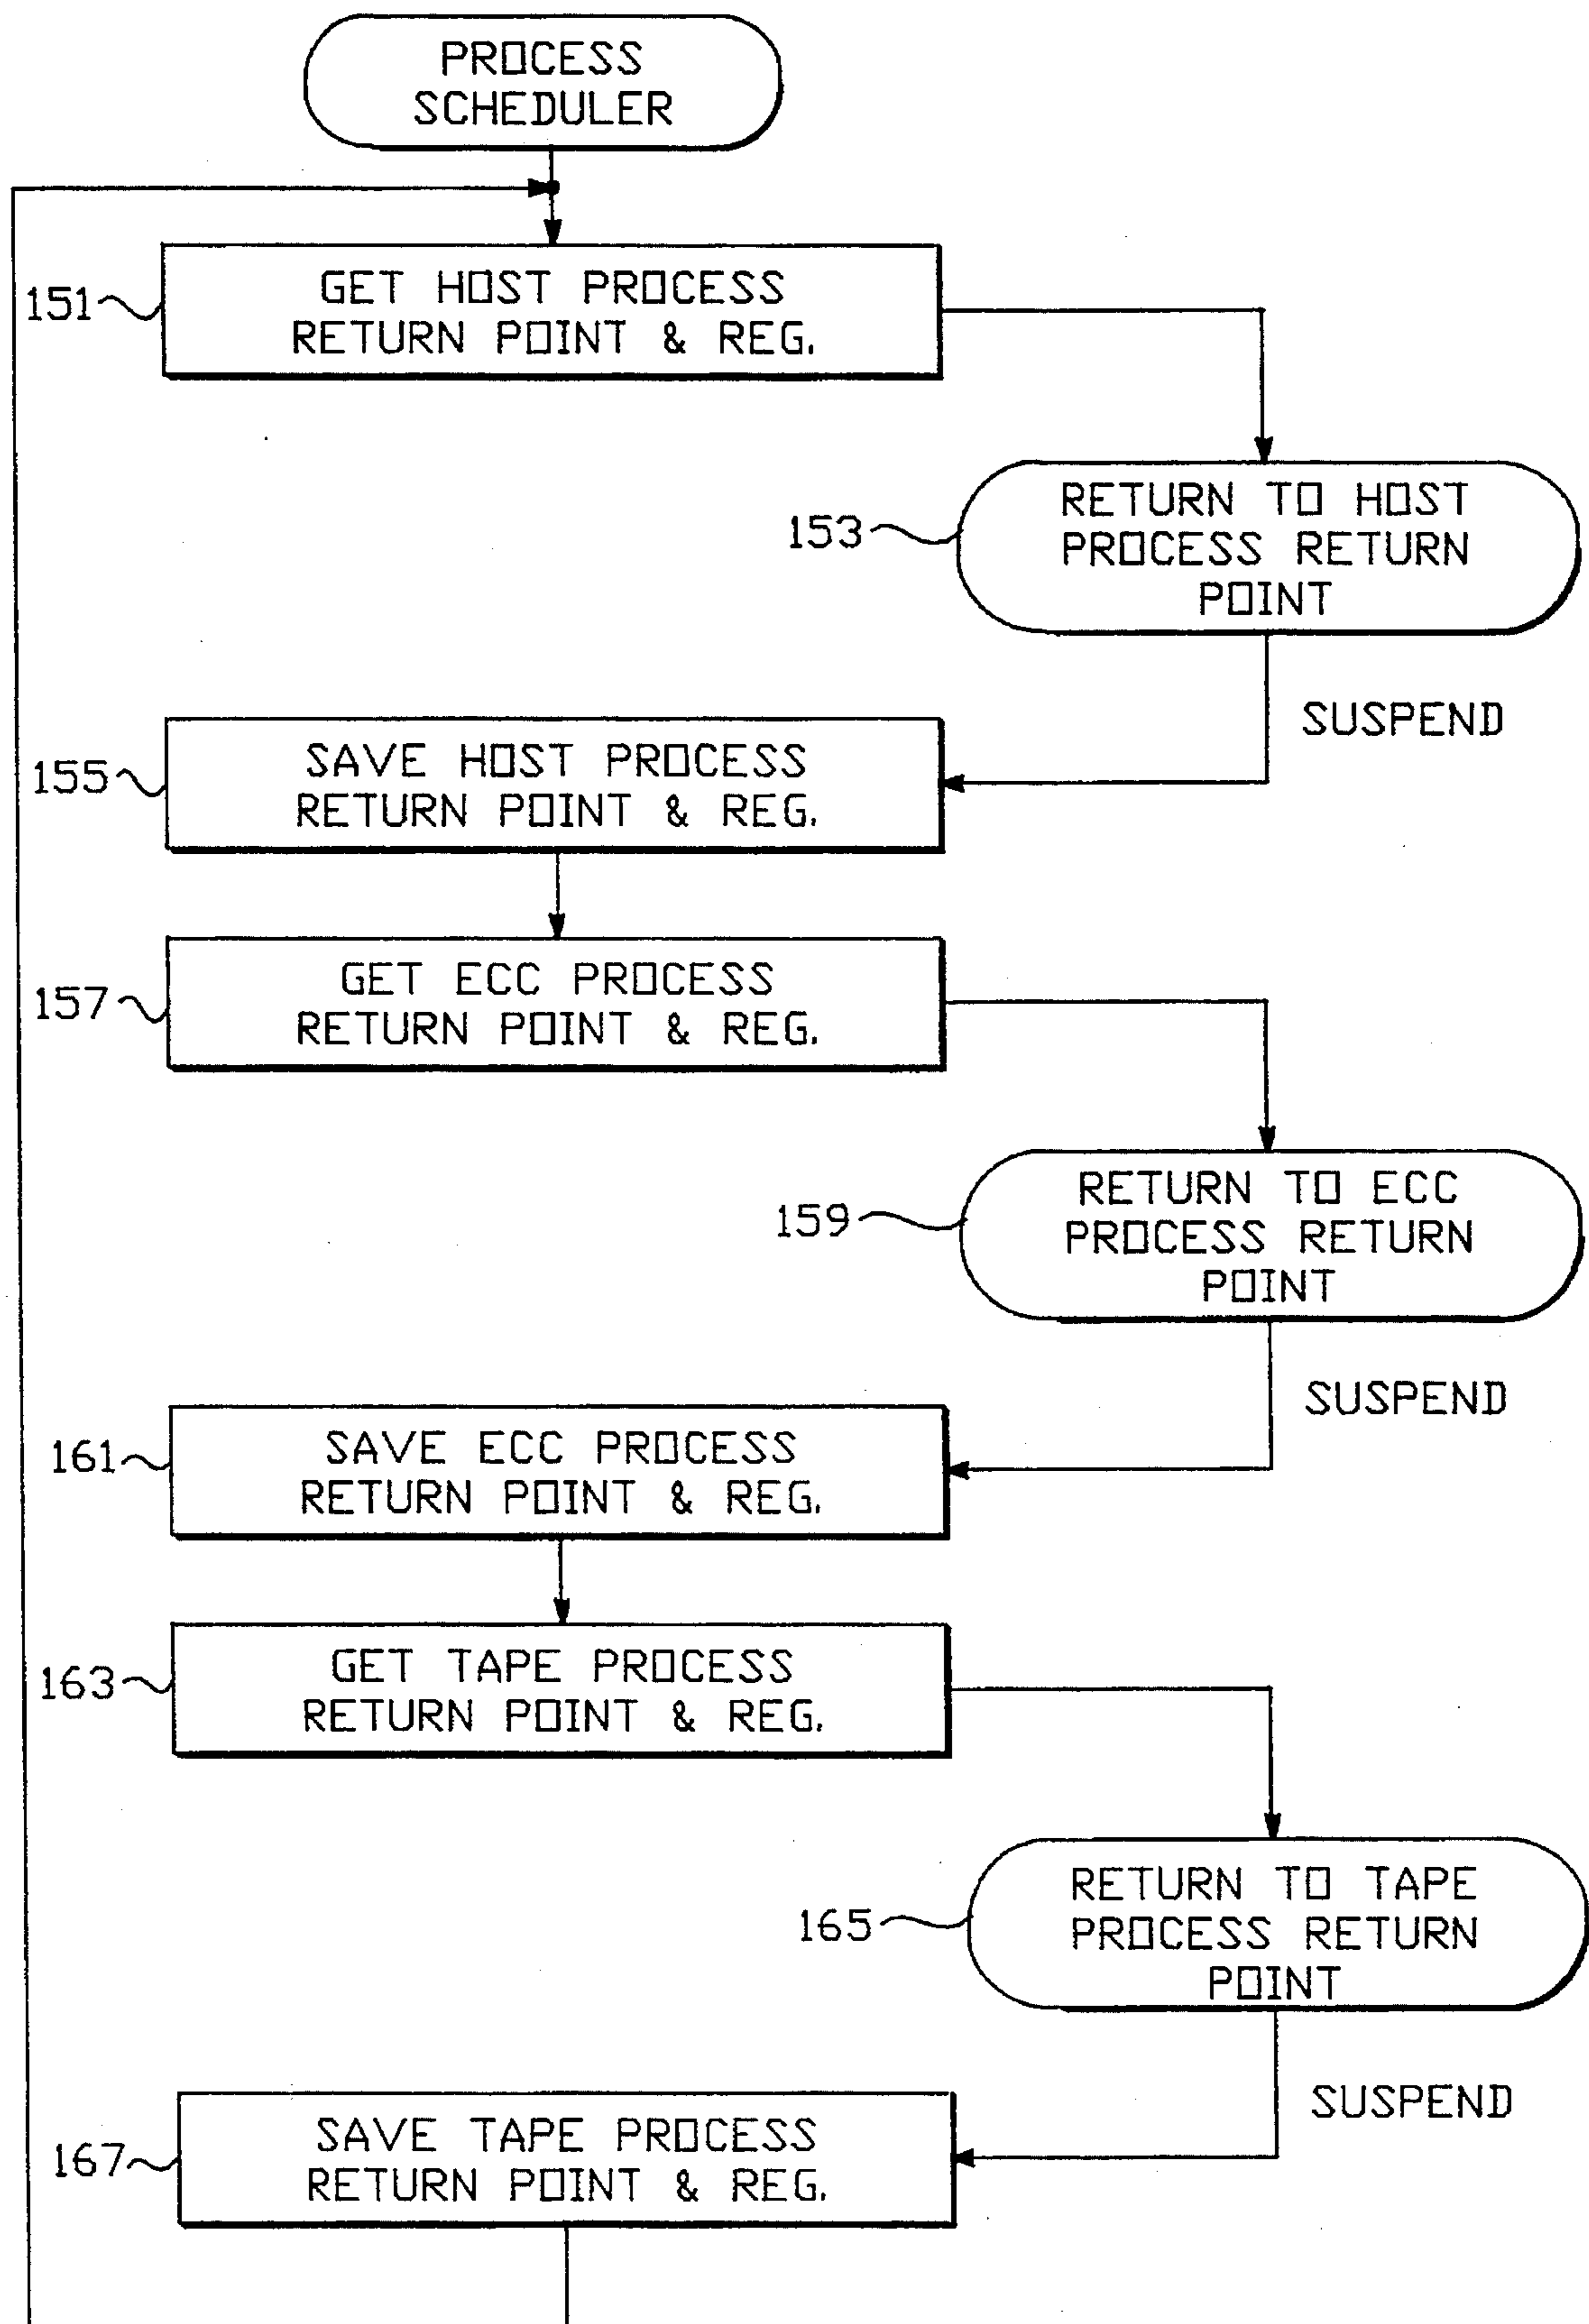 PROCESS
SCHEDULER
151
GET HOST PROCESS
RETURN POINT & REG.
153
RETURN TO HOST
PROCESS RETURN
POINT
SUSPEND
155
SAVE HOST PROCESS
RETURN POINT & REG.
157
GET ECC PROCESS
RETURN POINT & REG.
159
RETURN TO ECC
PROCESS RETURN
POINT
SUSPEND
161
SAVE ECC PROCESS
RETURN POINT & REG.
163
GET TAPE PROCESS
RETURN POINT & REG.
165
RETURN TO TAPE
PROCESS RETURN
POINT
SUSPEND
167
SAVE TAPE PROCESS
RETURN POINT & REG.